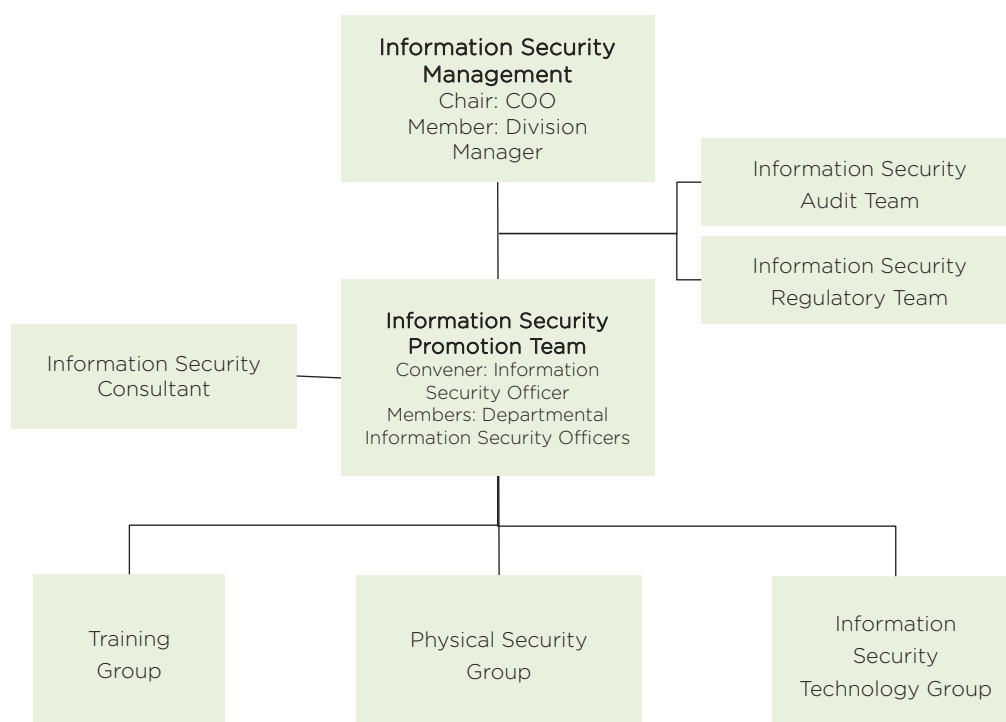 Information Security
Management
Chair: COO
Member: Division
Manager
Information Security
Audit Team
Information Security
Regulatory Team
Information Security
Promotion Team
Convener: Information
Security Officer
Members: Departmental
Information Security Officers
Information Security
Consultant
Training
Group
Physical Security
Group
Information
Security
Technology Group